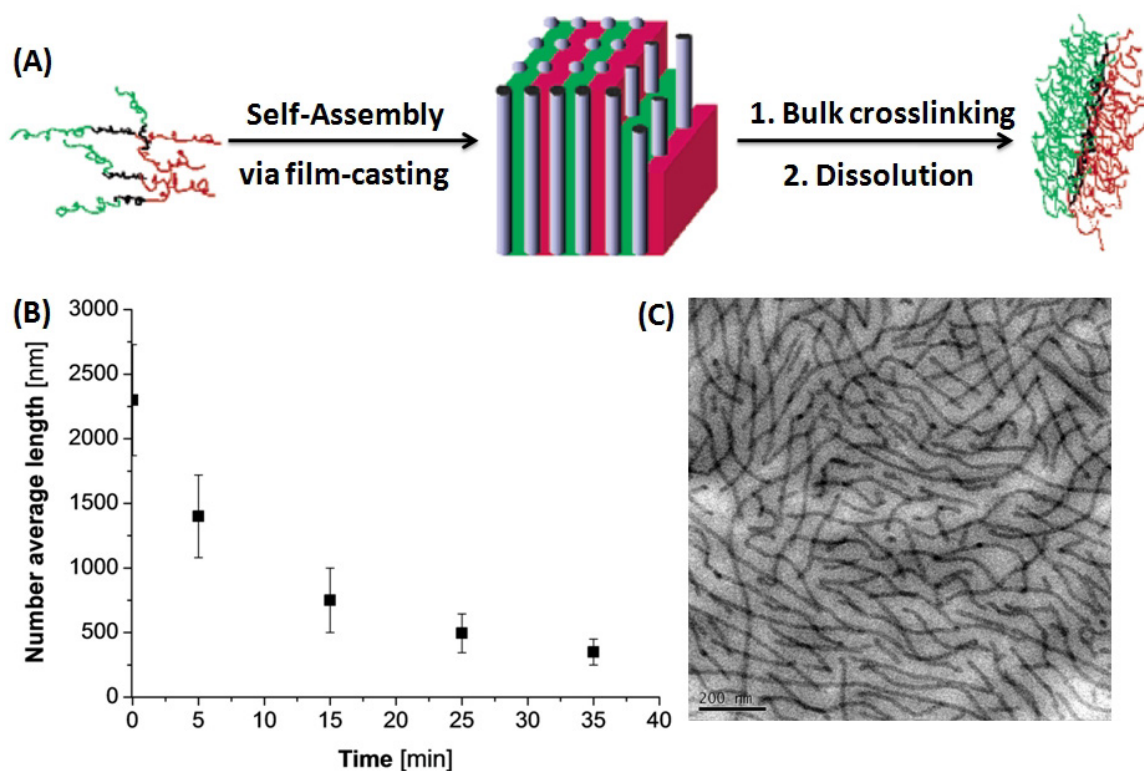 (A)
Self-Assembly
via film-casting
1. Bulk crosslinking
2. Dissolution
(B)
Number average length [nm]
3000
2500
2000
1500
1000
500
0
0 5 10 15 20 25 30 35 40
Time [min]
(C)
200 nm